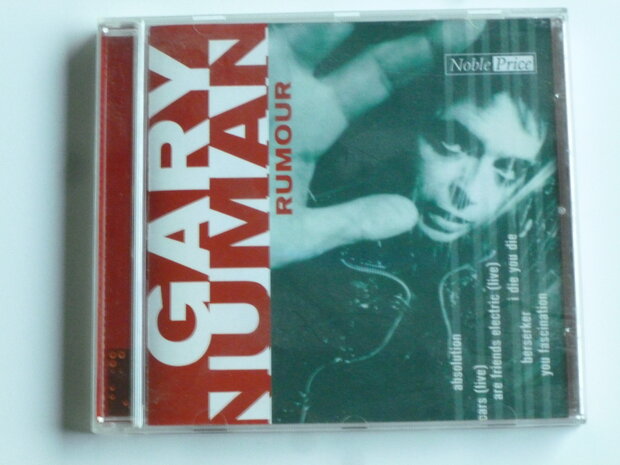 GARY
NUMAN
RUMOUR
Noble Price
absolution
cars (live)
are friends electric (live)
i die you die
berserker
you fascination